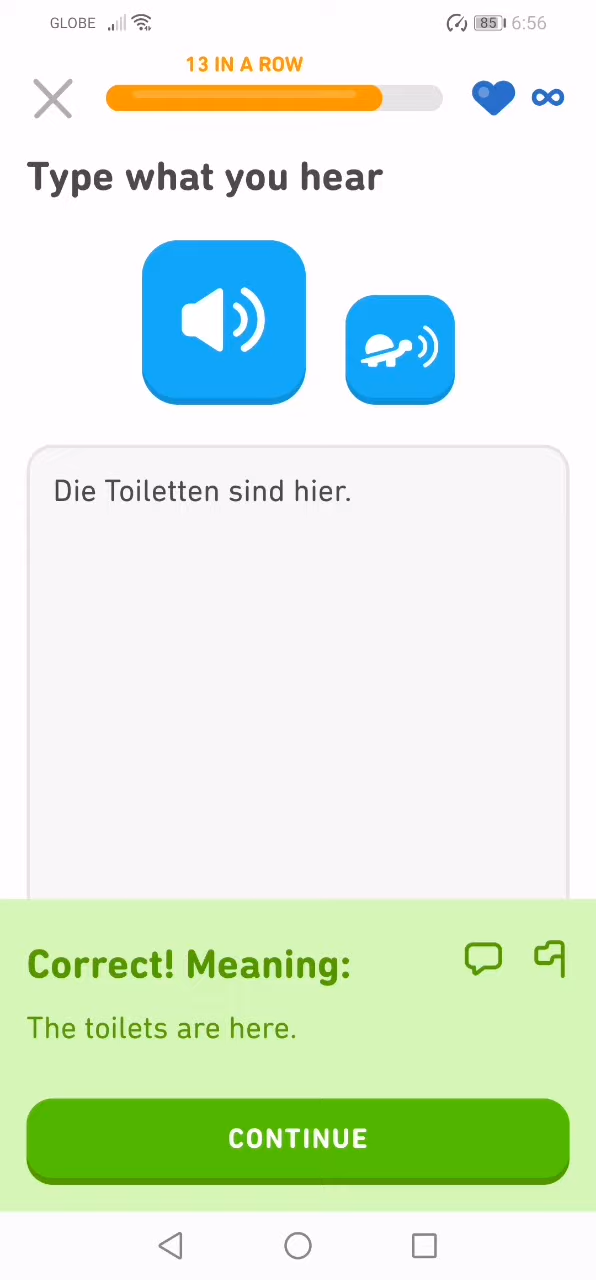 GLOBE 85 6:56
13 IN A ROW
Type what you hear
Die Toiletten sind hier.
Correct! Meaning:
The toilets are here.
CONTINUE